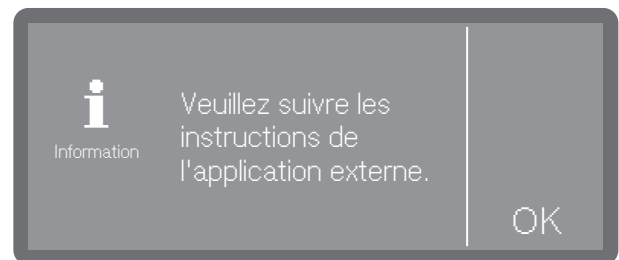 Information
Veuillez suivre les
instructions de
l'application externe.
OK